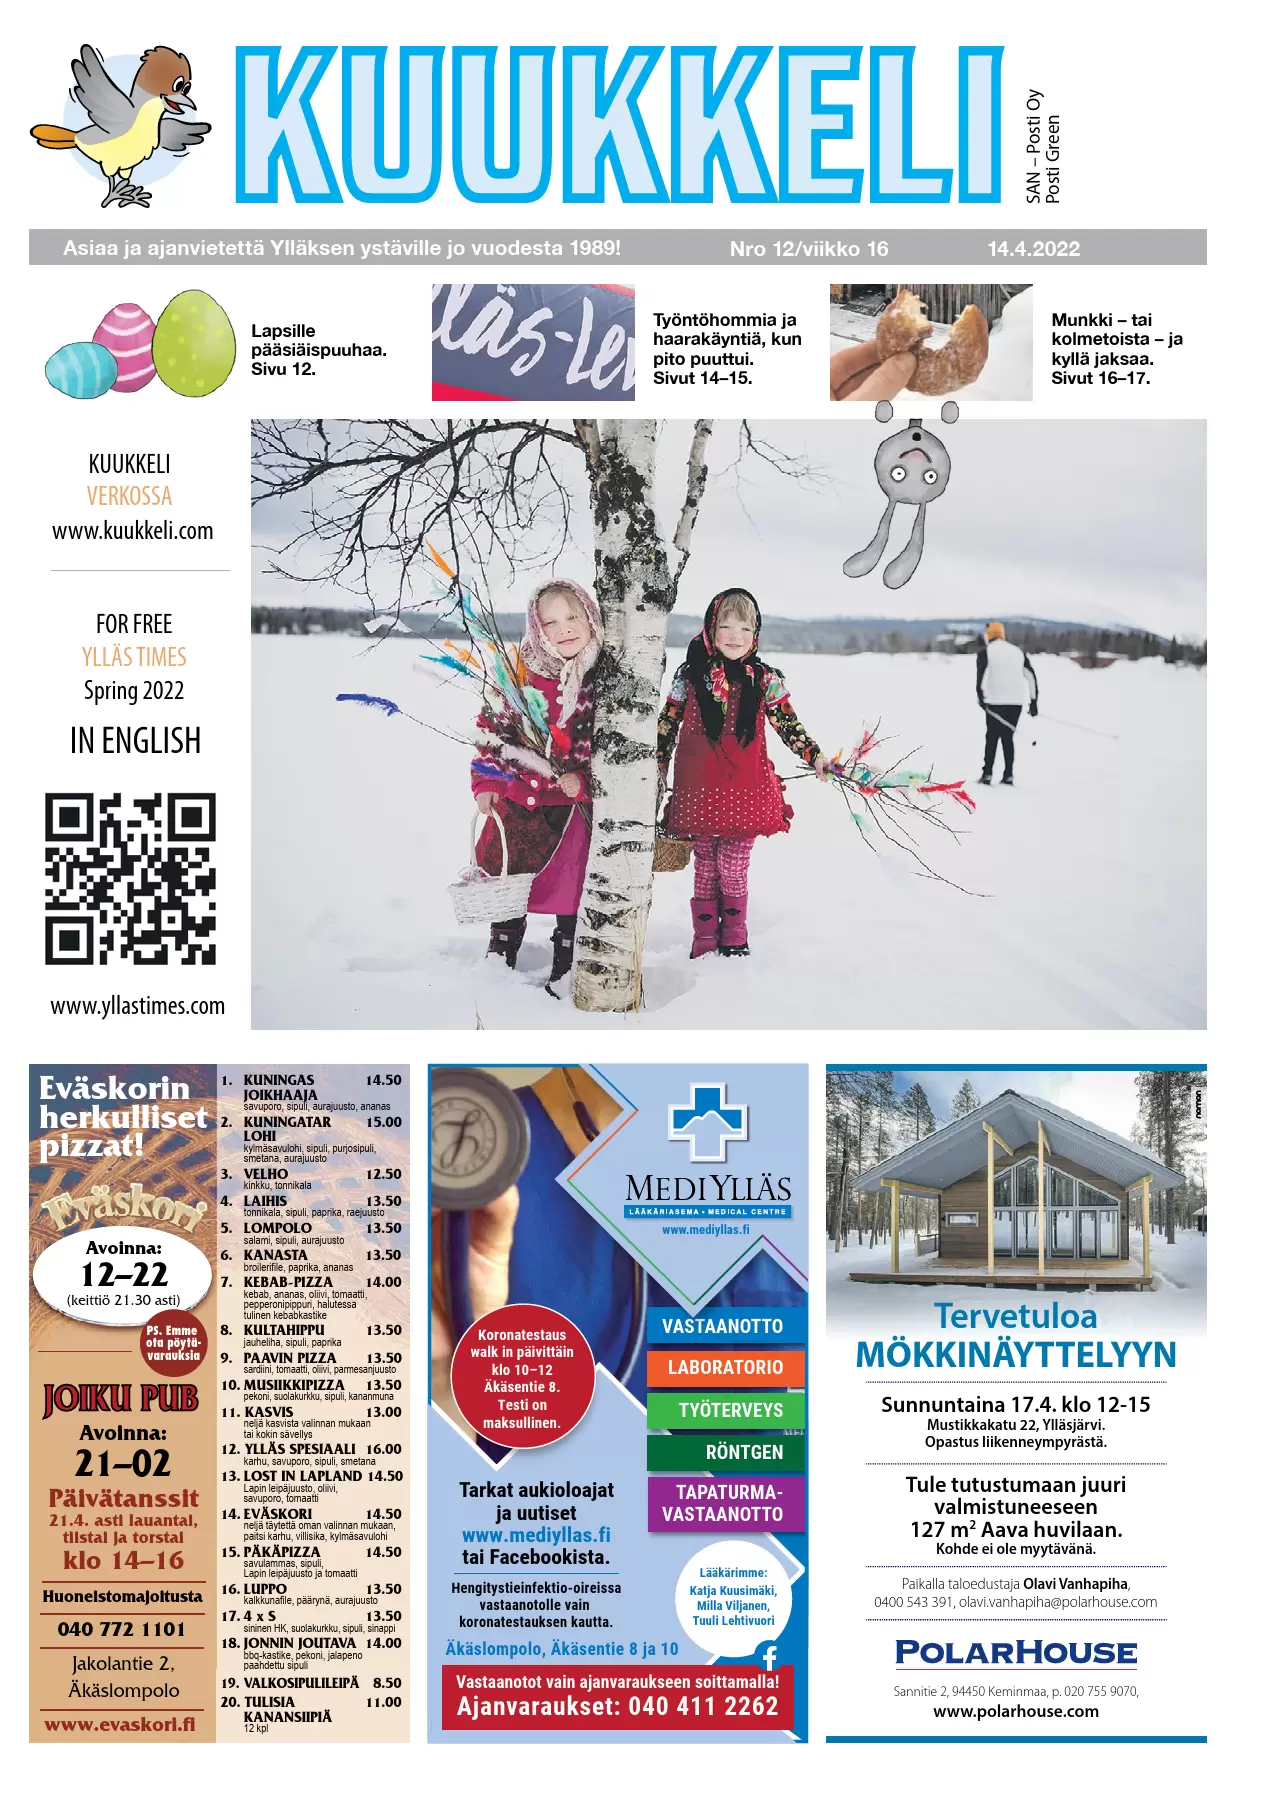 KUUKKELI
SAN – Posti Oy
Posti Green
Asiaa ja ajanvietettä Ylläksen ystäville jo vuodesta 1989!
Nro 12/viikko 16
14.4.2022
Lapsille
pääsiäispuuhaa.
Sivu 12.
lläs-Lev
Työntöhommia ja
haarakäyntiä, kun
pito puuttui.
Sivut 14–15.
Munkki – tai
kolmetoista – ja
kyllä jaksaa.
Sivut 16–17.
KUUKKELI
VERKOSSA
www.kuukkeli.com
FOR FREE
YLLÄS TIMES
Spring 2022
IN ENGLISH
www.yllastimes.com
Eväskorin
herkulliset
pizzat!
Eväskori
Avoinna:
12–22
(keittiö 21.30 asti)
PS. Emme
ota pöytä-
varauksia
JOIKU PUB
Avoinna:
21–02
Päivätanssit
21.4. asti lauantai,
tiistai ja torstai
klo 14–16
Huoneistomajoitusta
040 772 1101
Jakolantie 2,
Äkäslompolo
www.evaskori.fi
1. KUNINGAS 14.50
JOIKHAAJA
savuporo, sipuli, aurajuusto, ananas
2. KUNINGATAR 15.00
LOHI
kylmäsavulohi, sipuli, purjosipuli,
smetana, aurajuusto
3. VELHO 12.50
kinkku, tonnikala
4. LAIHIS 13.50
tonnikala, sipuli, paprika, raejuusto
5. LOMPOLO 13.50
salami, sipuli, aurajuusto
6. KANASTA 13.50
broilerifile, paprika, ananas
7. KEBAB-PIZZA 14.00
kebab, ananas, oliivi, tomaatti,
pepperonipippuri, halutessa
tulinen kebabkastike
8. KULTAHIPPU 13.50
jauheliha, sipuli, paprika
9. PAAVIN PIZZA 13.50
sardiini, tomaatti, oliivi, parmesanjuusto
10. MUSIIKKIPIZZA 13.50
pekoni, suolakurkku, sipuli, kananmuna
11. KASVIS 13.00
neljä kasvista valinnan mukaan
tai kokin sävellys
12. YLLÄS SPESIAALI 16.00
karhu, savuporo, sipuli, smetana
13. LOST IN LAPLAND 14.50
Lapin leipäjuusto, oliivi,
savuporo, tomaatti
14. EVÄSKORI 14.50
neljä täytettä oman valinnan mukaan,
paitsi karhu, villisika, kylmäsavulohi
15. PÄKÄPIZZA 14.50
savulammas, sipuli,
Lapin leipäjuusto ja tomaatti
16. LUPPO 13.50
kalkkunafile, päärynä, aurajuusto
17. 4 x S 13.50
sininen HK, suolakurkku, sipuli, sinappi
18. JONNIN JOUTAVA 14.00
bbq-kastike, pekoni, jalapeno
paahdettu sipuli
19. VALKOSIPULILEIPÄ 8.50
20. TULISIA 11.00
KANANSIIPIÄ
12 kpl
MEDIYLLÄS
LÄÄKÄRIASEMA • MEDICAL CENTRE
www.mediyllas.fi
Koronatestaus
walk in päivittäin
klo 10–12
Äkäsentie 8.
Testi on
maksullinen.
VASTAANOTTO
LABORATORIO
TYÖTERVEYS
RÖNTGEN
TAPATURMA-
VASTAANOTTO
Tarkat aukioloajat
ja uutiset
www.mediyllas.fi
tai Facebookista.
Hengitystieinfektio-oireissa
vastaanotolle vain
koronatestauksen kautta.
Lääkärimme:
Katja Kuusimäki,
Milla Viljanen,
Tuuli Lehtivuori
Äkäslompolo, Äkäsentie 8 ja 10
f
Vastaanotot vain ajanvaraukseen soittamalla!
Ajanvaraukset: 040 411 2262
Tervetuloa
MÖKKINÄYTTELYYN
Sunnuntaina 17.4. klo 12-15
Mustikkakatu 22, Ylläsjärvi.
Opastus liikenneympyrästä.
Tule tutustumaan juuri
valmistuneeseen
127 m² Aava huvilaan.
Kohde ei ole myytävänä.
Paikalla taloedustaja Olavi Vanhapiha,
0400 543 391, olavi.vanhapiha@polarhouse.com
POLARHOUSE
Sannitie 2, 94450 Keminmaa, p. 020 755 9070,
www.polarhouse.com